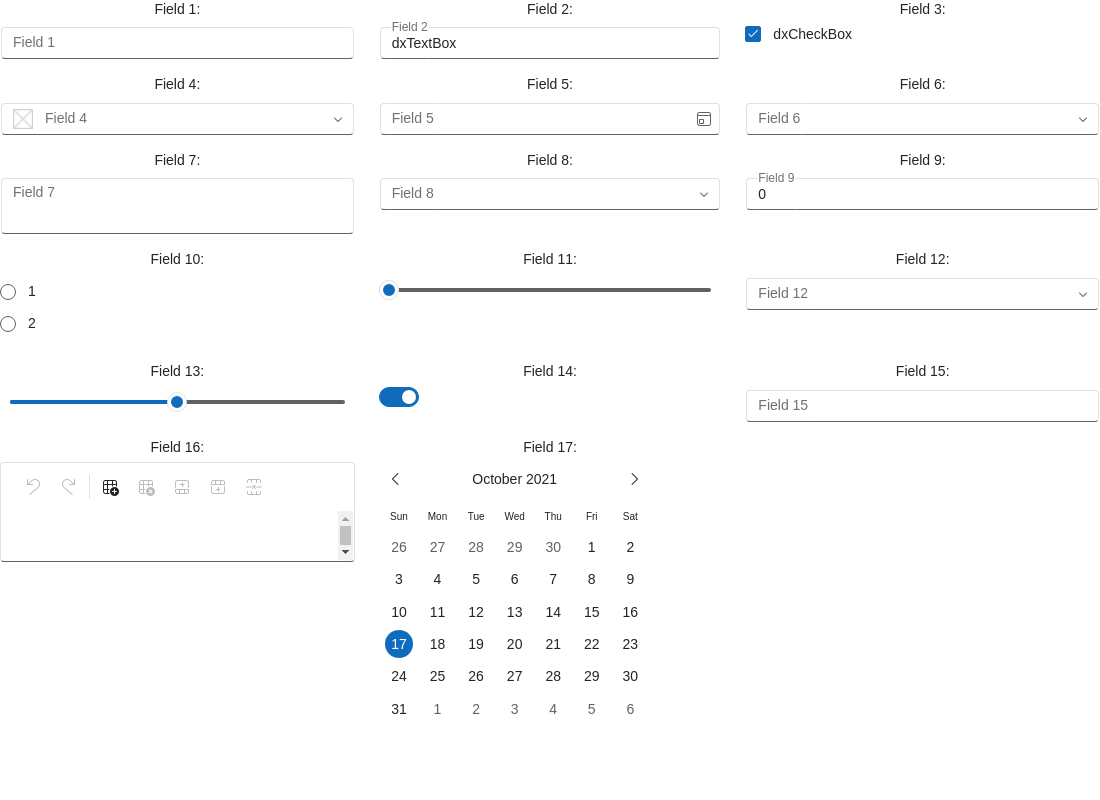 Field 1:
Field 2:
Field 3:
Field 1
Field 2
dxTextBox
dxCheckBox
Field 4:
Field 5:
Field 6:
Field 4
Field 5
Field 6
Field 7:
Field 8:
Field 9:
Field 7
Field 8
Field 9
0
Field 10:
Field 11:
Field 12:
1
2
Field 12
Field 13:
Field 14:
Field 15:
Field 15
Field 16:
Field 17:
October 2021
Sun Mon Tue Wed Thu Fri Sat
26 27 28 29 30 1 2
3 4 5 6 7 8 9
10 11 12 13 14 15 16
17 18 19 20 21 22 23
24 25 26 27 28 29 30
31 1 2 3 4 5 6